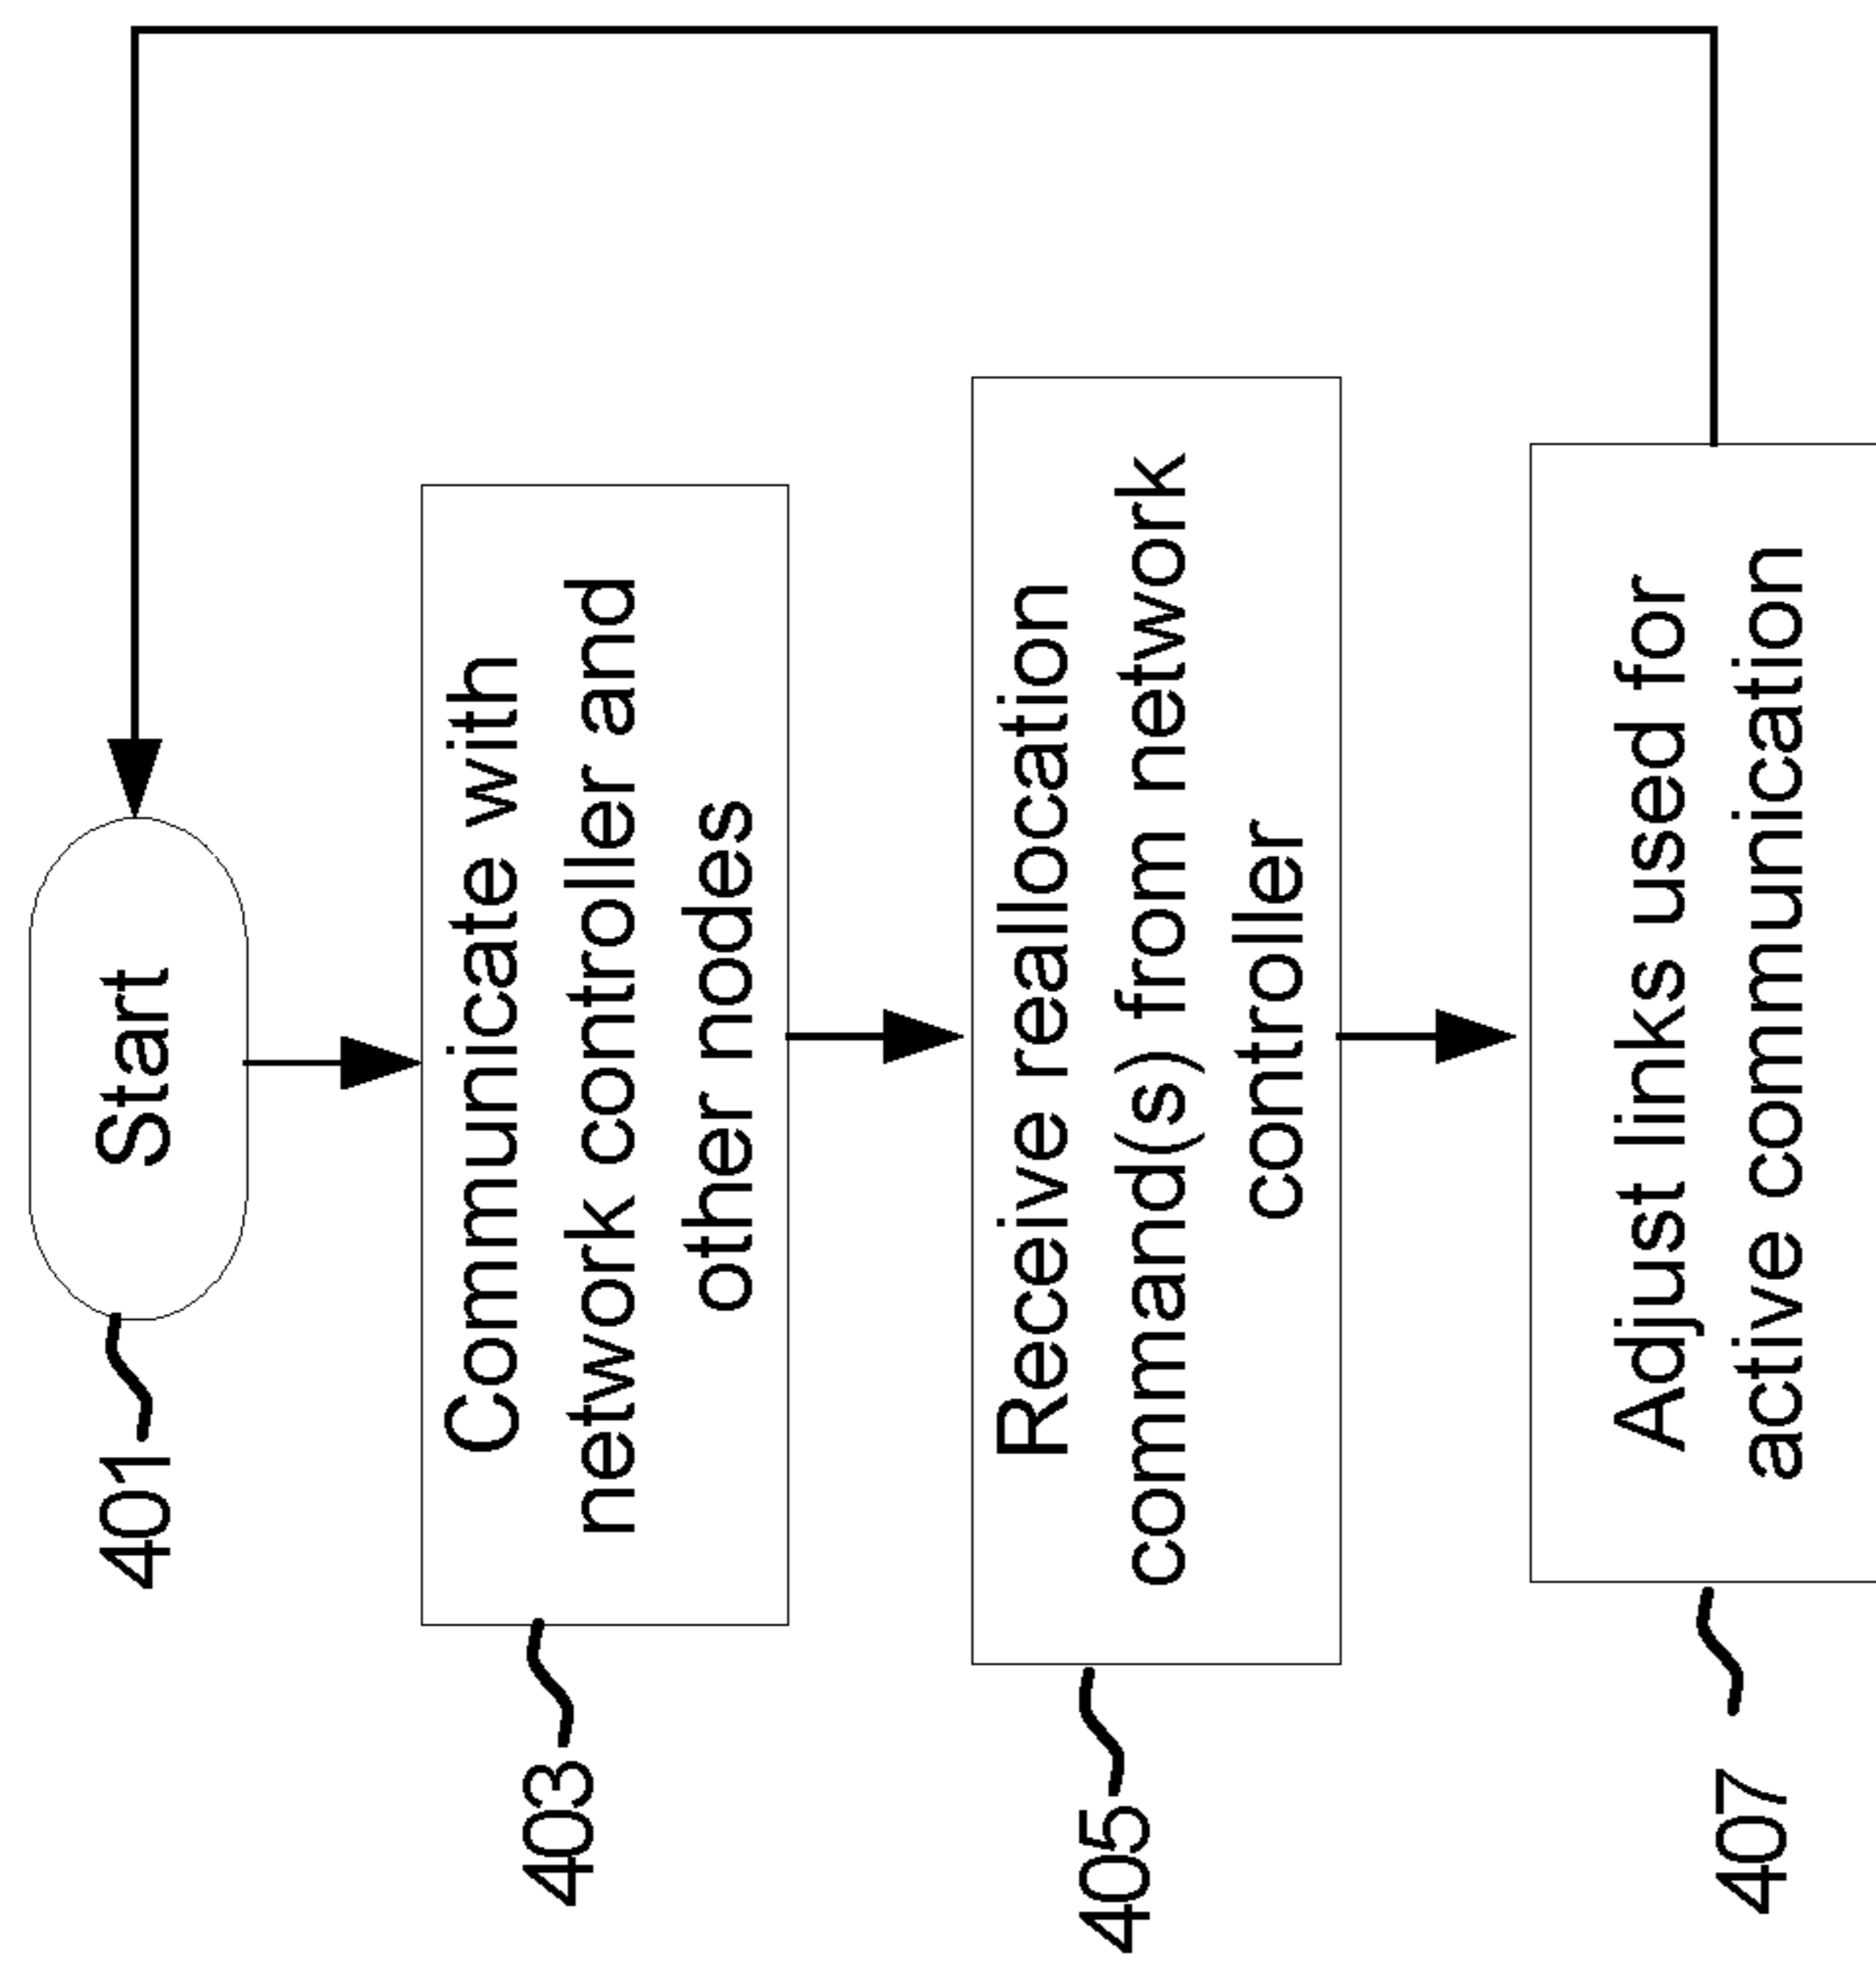 401
Start
403
Communicate with
network controller and
other nodes
405
Receive reallocation
command(s) from network
controller
407
Adjust links used for
active communication